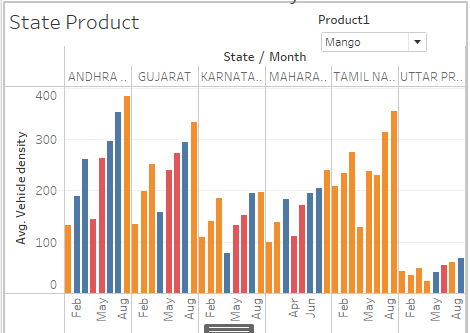 State Product
Product1
Mango
State / Month
ANDHRA .. GUJARAT KARNATA.. MAHARA.. TAMIL NA.. UTTAR PR..
Avg. Vehicle density
400
300
200
100
0
Feb May Aug Feb May Aug Feb May Aug Apr Jun Feb May Aug Feb May Aug